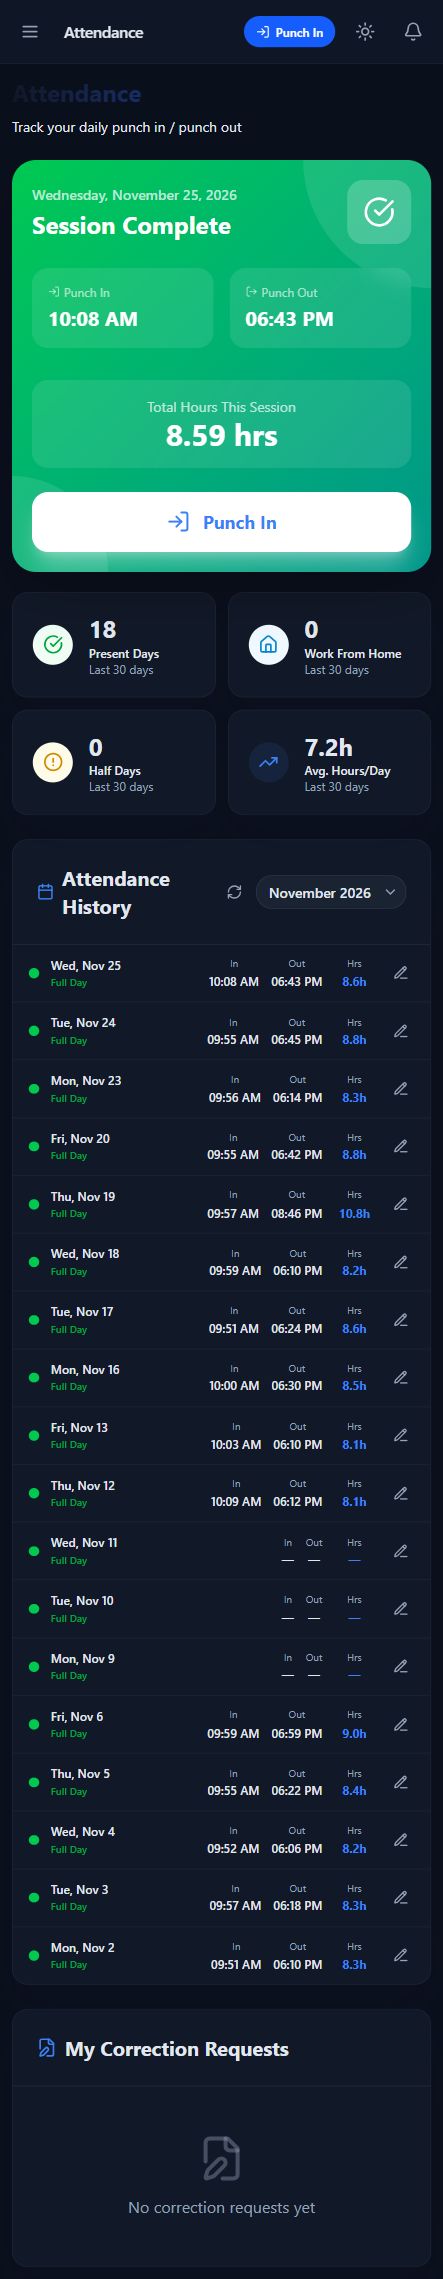 Attendance
Punch In
Attendance
Track your daily punch in / punch out
Wednesday, November 25, 2026
Session Complete
Punch In
10:08 AM
Punch Out
06:43 PM
Total Hours This Session
8.59 hrs
Punch In
18
Present Days
Last 30 days
0
Work From Home
Last 30 days
0
Half Days
Last 30 days
7.2h
Avg. Hours/Day
Last 30 days
Attendance
History
November 2026
Wed, Nov 25 In Out Hrs
Full Day 10:08 AM 06:43 PM 8.6h
Tue, Nov 24 In Out Hrs
Full Day 09:55 AM 06:45 PM 8.8h
Mon, Nov 23 In Out Hrs
Full Day 09:56 AM 06:14 PM 8.3h
Fri, Nov 20 In Out Hrs
Full Day 09:55 AM 06:42 PM 8.8h
Thu, Nov 19 In Out Hrs
Full Day 09:57 AM 08:46 PM 10.8h
Wed, Nov 18 In Out Hrs
Full Day 09:59 AM 06:10 PM 8.2h
Tue, Nov 17 In Out Hrs
Full Day 09:51 AM 06:24 PM 8.6h
Mon, Nov 16 In Out Hrs
Full Day 10:00 AM 06:30 PM 8.5h
Fri, Nov 13 In Out Hrs
Full Day 10:03 AM 06:10 PM 8.1h
Thu, Nov 12 In Out Hrs
Full Day 10:09 AM 06:12 PM 8.1h
Wed, Nov 11 In Out Hrs
Full Day — — —
Tue, Nov 10 In Out Hrs
Full Day — — —
Mon, Nov 9 In Out Hrs
Full Day — — —
Fri, Nov 6 In Out Hrs
Full Day 09:59 AM 06:59 PM 9.0h
Thu, Nov 5 In Out Hrs
Full Day 09:55 AM 06:22 PM 8.4h
Wed, Nov 4 In Out Hrs
Full Day 09:52 AM 06:06 PM 8.2h
Tue, Nov 3 In Out Hrs
Full Day 09:57 AM 06:18 PM 8.3h
Mon, Nov 2 In Out Hrs
Full Day 09:51 AM 06:10 PM 8.3h
My Correction Requests
No correction requests yet